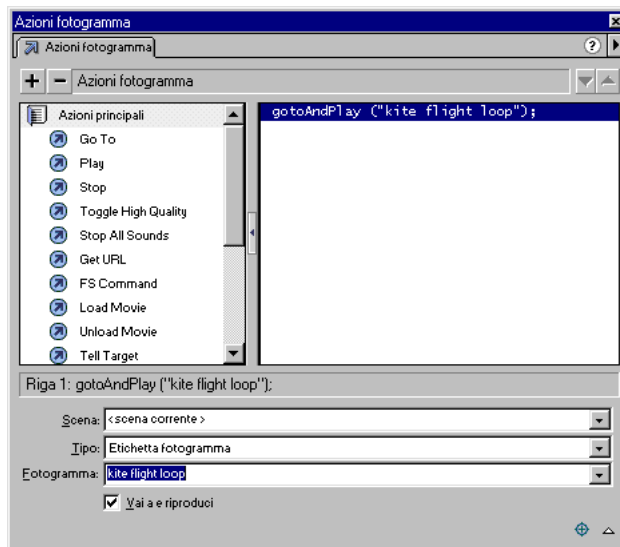 Azioni fotogramma
Azioni fotogramma
?
+ − Azioni fotogramma
Azioni principali
Go To
Play
Stop
Toggle High Quality
Stop All Sounds
Get URL
FS Command
Load Movie
Unload Movie
Tell Target
gotoAndPlay ("kite flight loop");
Riga 1: gotoAndPlay ("kite flight loop");
Scena: <scena corrente>
Tipo: Etichetta fotogramma
Fotogramma: kite flight loop
Vai a e riproduci